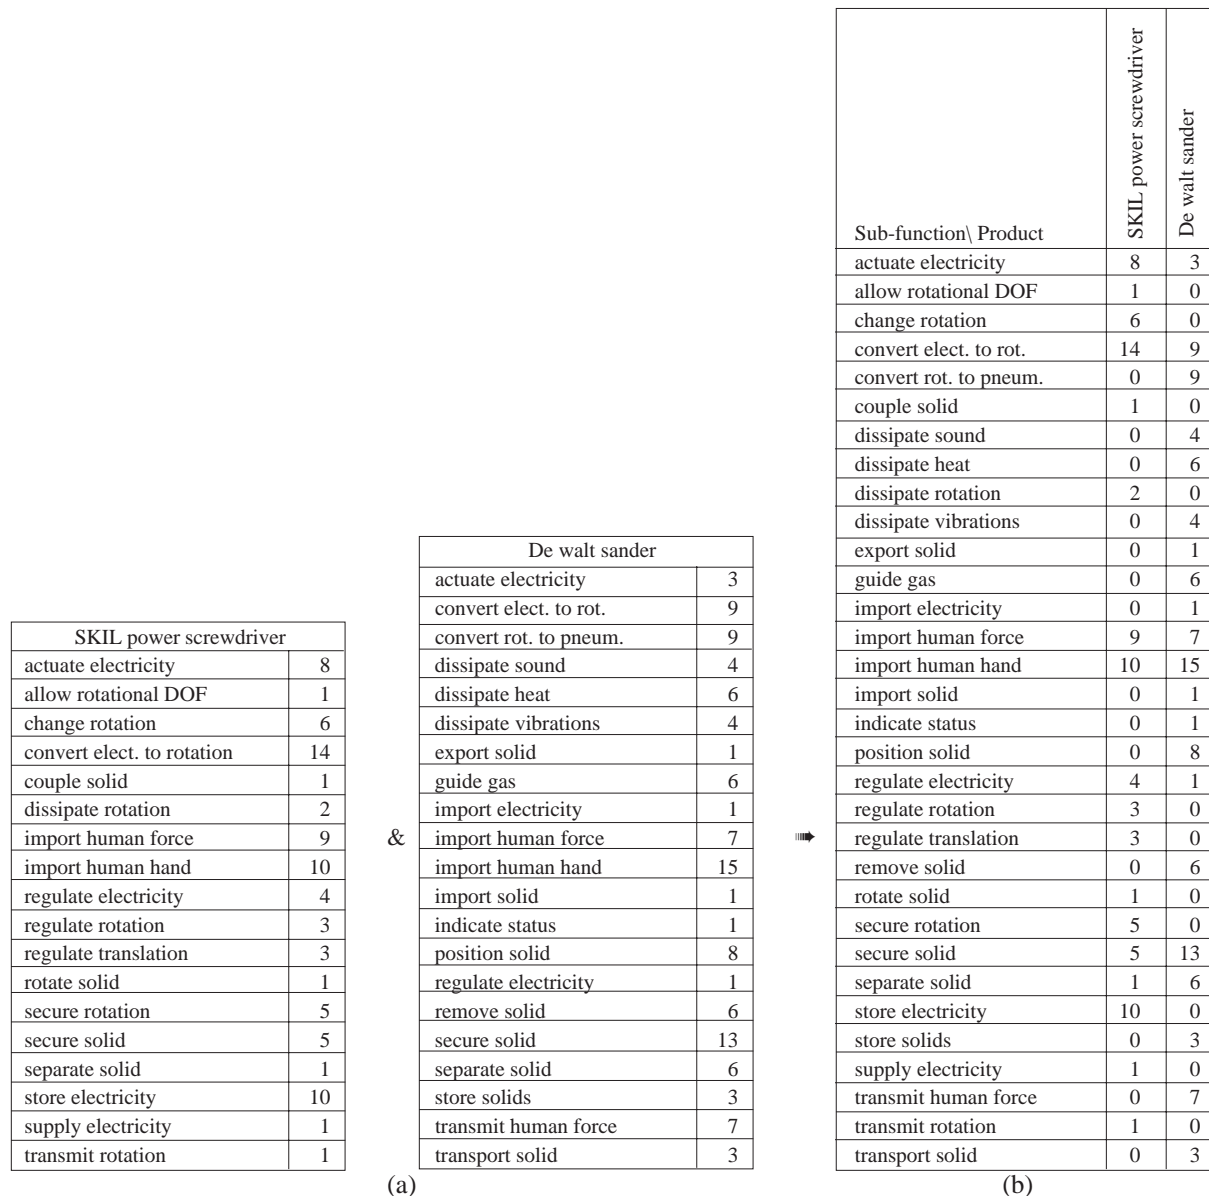 SKIL power screwdriver
actuate electricity 8
allow rotational DOF 1
change rotation 6
convert elect. to rotation 14
couple solid 1
dissipate rotation 2
import human force 9
import human hand 10
regulate electricity 4
regulate rotation 3
regulate translation 3
rotate solid 1
secure rotation 5
secure solid 5
separate solid 1
store electricity 10
supply electricity 1
transmit rotation 1
&
De walt sander
actuate electricity 3
convert elect. to rot. 9
convert rot. to pneum. 9
dissipate sound 4
dissipate heat 6
dissipate vibrations 4
export solid 1
guide gas 6
import electricity 1
import human force 7
import human hand 15
import solid 1
indicate status 1
position solid 8
regulate electricity 1
remove solid 6
secure solid 13
separate solid 6
store solids 3
transmit human force 7
transport solid 3
(a)
Sub-function\ Product SKIL power screwdriver De walt sander
actuate electricity 8 3
allow rotational DOF 1 0
change rotation 6 0
convert elect. to rot. 14 9
convert rot. to pneum. 0 9
couple solid 1 0
dissipate sound 0 4
dissipate heat 0 6
dissipate rotation 2 0
dissipate vibrations 0 4
export solid 0 1
guide gas 0 6
import electricity 0 1
import human force 9 7
import human hand 10 15
import solid 0 1
indicate status 0 1
position solid 0 8
regulate electricity 4 1
regulate rotation 3 0
regulate translation 3 0
remove solid 0 6
rotate solid 1 0
secure rotation 5 0
secure solid 5 13
separate solid 1 6
store electricity 10 0
store solids 0 3
supply electricity 1 0
transmit human force 0 7
transmit rotation 1 0
transport solid 0 3
(b)